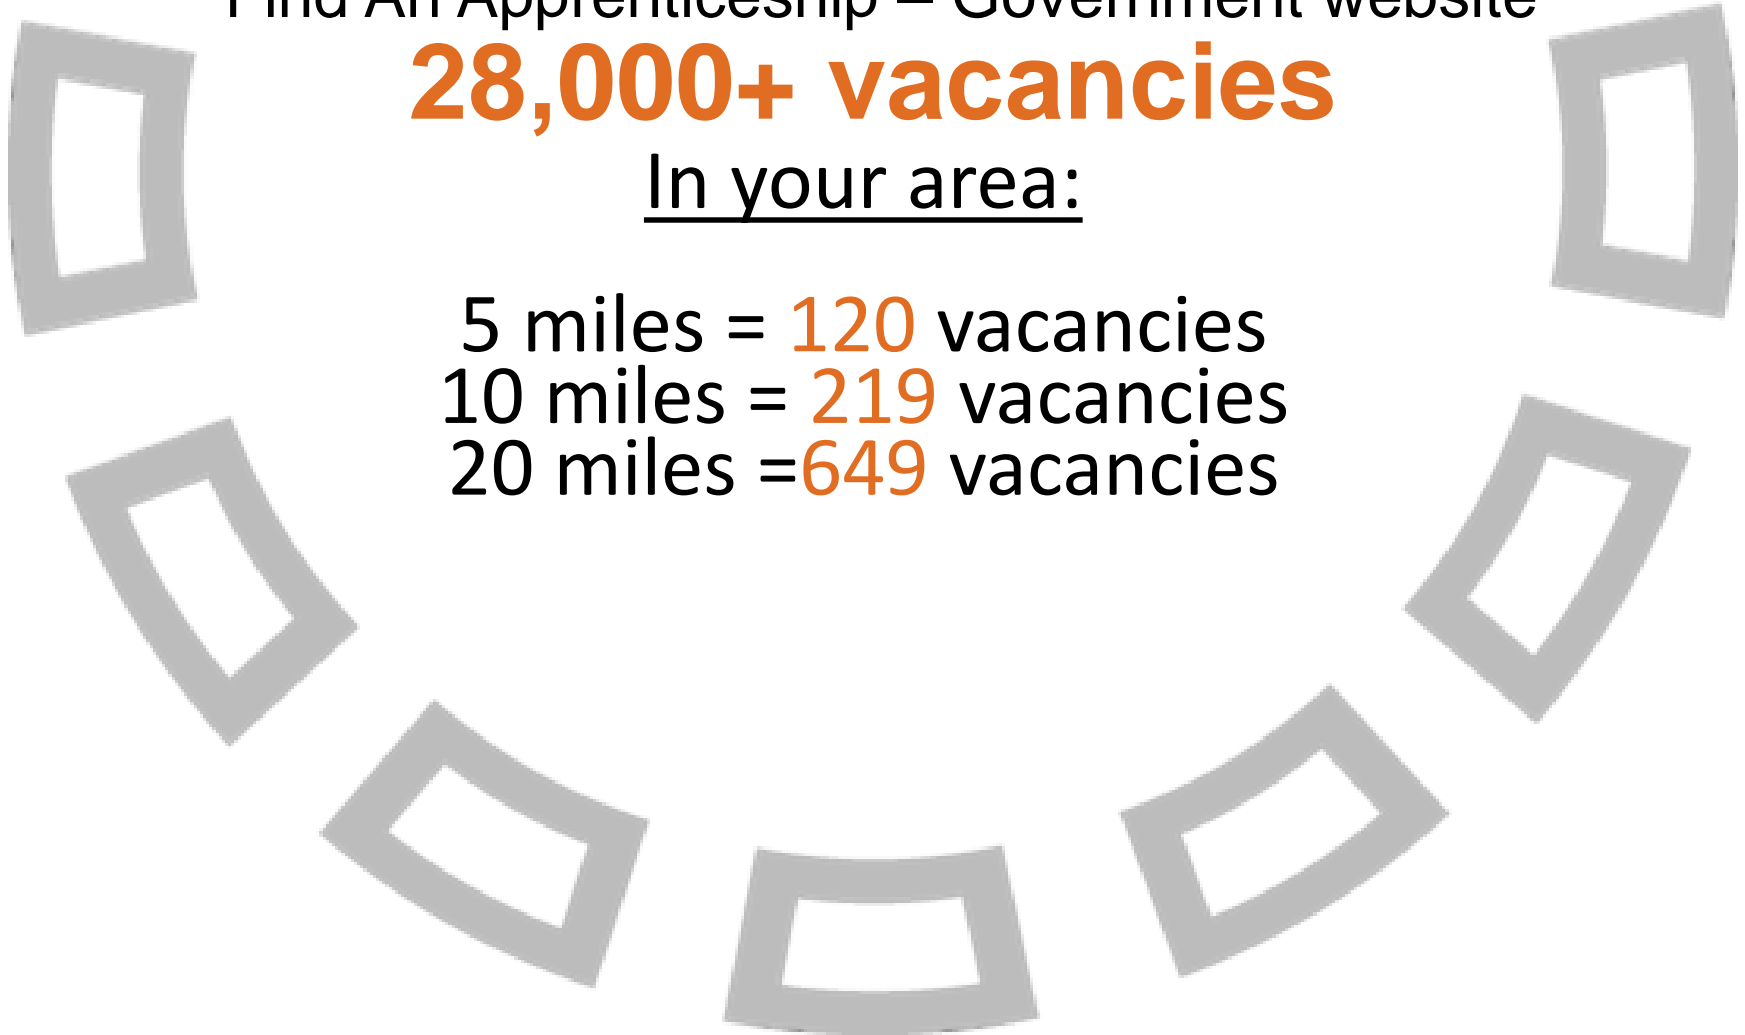 Find An Apprenticeship – Government website
28,000+ vacancies
In your area:
5 miles = 120 vacancies
10 miles = 219 vacancies
20 miles =649 vacancies